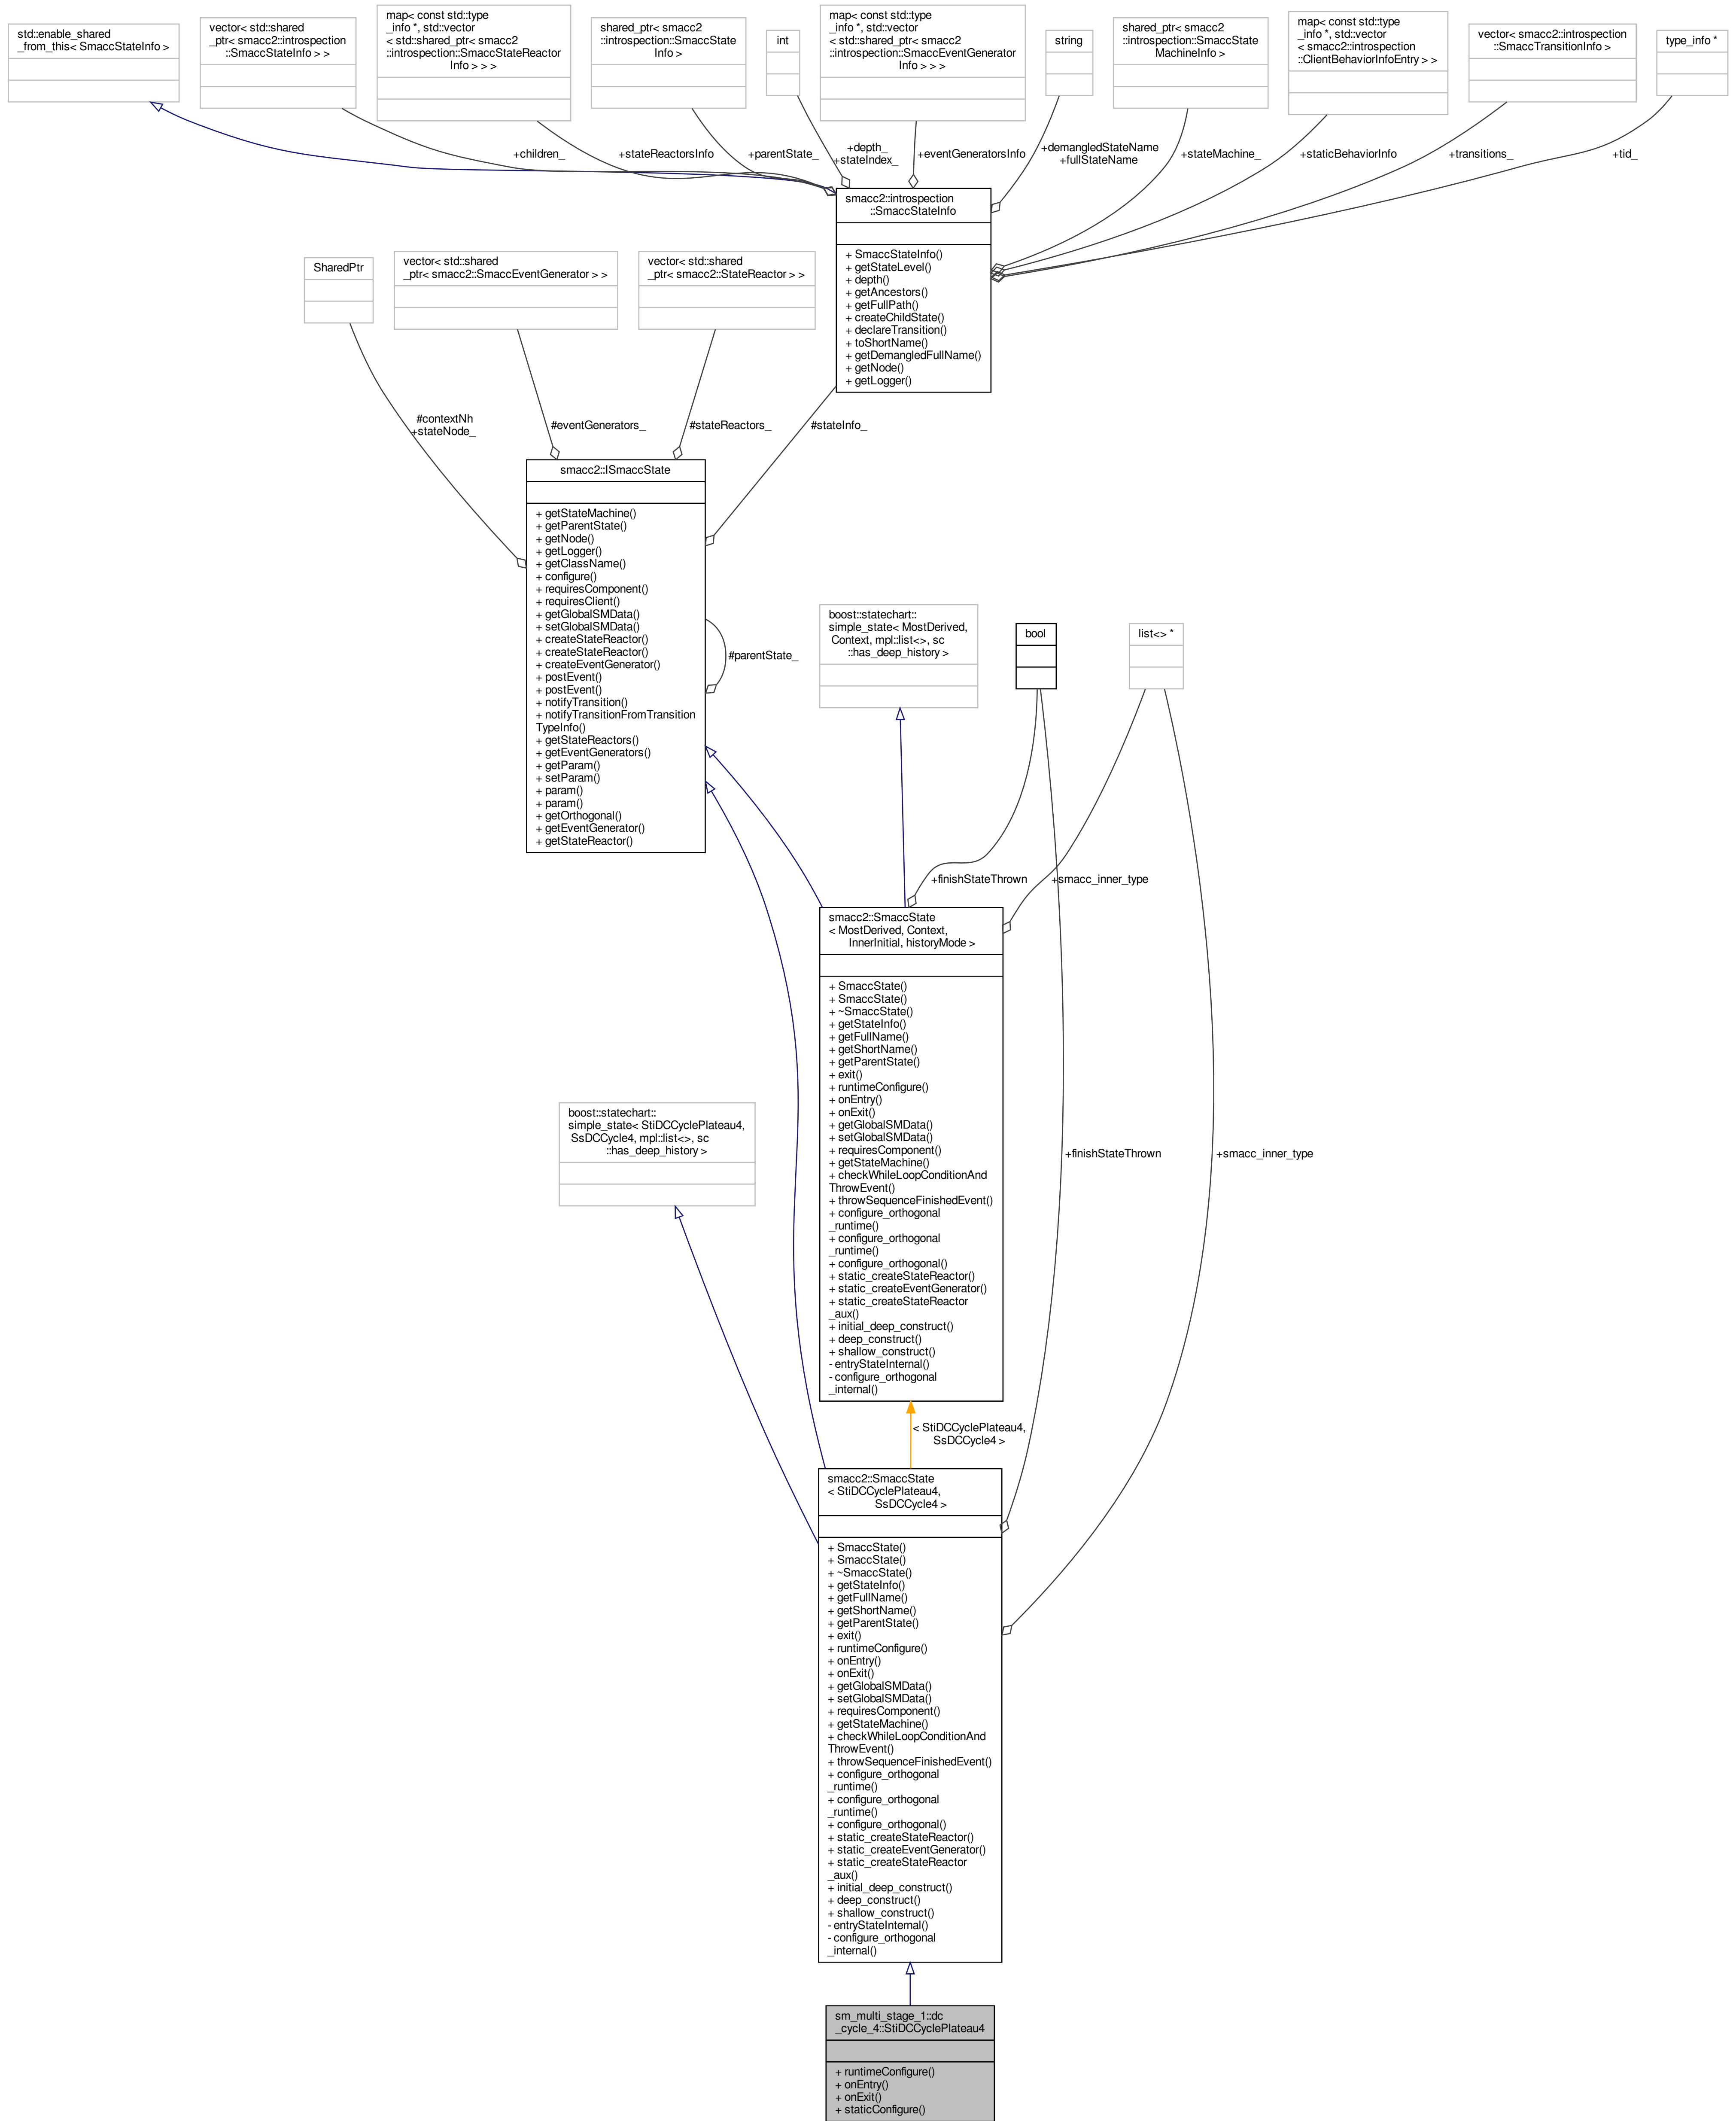 std::enable_shared
_from_this< SmaccStateInfo >
vector< std::shared
_ptr< smacc2::introspection
::SmaccStateInfo > >
map< const std::type
_info *, std::vector
< std::shared_ptr< smacc2
::introspection::SmaccStateReactor
Info > > >
shared_ptr< smacc2
::introspection::SmaccState
Info >
int
map< const std::type
_info *, std::vector
< std::shared_ptr< smacc2
::introspection::SmaccEventGenerator
Info > > >
string
shared_ptr< smacc2
::introspection::SmaccState
MachineInfo >
map< const std::type
_info *, std::vector
< smacc2::introspection
::ClientBehaviorInfoEntry > >
vector< smacc2::introspection
::SmaccTransitionInfo >
type_info *
+children_
+stateReactorsInfo
+parentState_
+depth_
+stateIndex_
+eventGeneratorsInfo
+demangledStateName
+fullStateName
+stateMachine_
+staticBehaviorInfo
+transitions_
+tid_
smacc2::introspection
::SmaccStateInfo
+ SmaccStateInfo()
+ getStateLevel()
+ depth()
+ getAncestors()
+ getFullPath()
+ createChildState()
+ declareTransition()
+ toShortName()
+ getDemangledFullName()
+ getNode()
+ getLogger()
SharedPtr
vector< std::shared
_ptr< smacc2::SmaccEventGenerator > >
vector< std::shared
_ptr< smacc2::StateReactor > >
#contextNh
+stateNode_
#eventGenerators_
#stateReactors_
#stateInfo_
smacc2::ISmaccState
+ getStateMachine()
+ getParentState()
+ getNode()
+ getLogger()
+ getClassName()
+ configure()
+ requiresComponent()
+ requiresClient()
+ getGlobalSMData()
+ setGlobalSMData()
+ createStateReactor()
+ createStateReactor()
+ createEventGenerator()
+ postEvent()
+ postEvent()
+ notifyTransition()
+ notifyTransitionFromTransition
TypeInfo()
+ getStateReactors()
+ getEventGenerators()
+ getParam()
+ setParam()
+ param()
+ param()
+ getOrthogonal()
+ getEventGenerator()
+ getStateReactor()
#parentState_
boost::statechart::
simple_state< MostDerived,
Context, mpl::list<>, sc
::has_deep_history >
bool
list<> *
+finishStateThrown
+smacc_inner_type
smacc2::SmaccState
< MostDerived, Context,
InnerInitial, historyMode >
+ SmaccState()
+ SmaccState()
+ ~SmaccState()
+ getStateInfo()
+ getFullName()
+ getShortName()
+ getParentState()
+ exit()
+ runtimeConfigure()
+ onEntry()
+ onExit()
+ getGlobalSMData()
+ setGlobalSMData()
+ requiresComponent()
+ getStateMachine()
+ checkWhileLoopConditionAnd
ThrowEvent()
+ throwSequenceFinishedEvent()
+ configure_orthogonal
_runtime()
+ configure_orthogonal
_runtime()
+ configure_orthogonal()
+ static_createStateReactor()
+ static_createEventGenerator()
+ static_createStateReactor
_aux()
+ initial_deep_construct()
+ deep_construct()
+ shallow_construct()
- entryStateInternal()
- configure_orthogonal
_internal()
boost::statechart::
simple_state< StiDCCyclePlateau4,
SsDCCycle4, mpl::list<>, sc
::has_deep_history >
+finishStateThrown
+smacc_inner_type
< StiDCCyclePlateau4,
SsDCCycle4 >
smacc2::SmaccState
< StiDCCyclePlateau4,
SsDCCycle4 >
+ SmaccState()
+ SmaccState()
+ ~SmaccState()
+ getStateInfo()
+ getFullName()
+ getShortName()
+ getParentState()
+ exit()
+ runtimeConfigure()
+ onEntry()
+ onExit()
+ getGlobalSMData()
+ setGlobalSMData()
+ requiresComponent()
+ getStateMachine()
+ checkWhileLoopConditionAnd
ThrowEvent()
+ throwSequenceFinishedEvent()
+ configure_orthogonal
_runtime()
+ configure_orthogonal
_runtime()
+ configure_orthogonal()
+ static_createStateReactor()
+ static_createEventGenerator()
+ static_createStateReactor
_aux()
+ initial_deep_construct()
+ deep_construct()
+ shallow_construct()
- entryStateInternal()
- configure_orthogonal
_internal()
sm_multi_stage_1::dc
_cycle_4::StiDCCyclePlateau4
+ runtimeConfigure()
+ onEntry()
+ onExit()
+ staticConfigure()